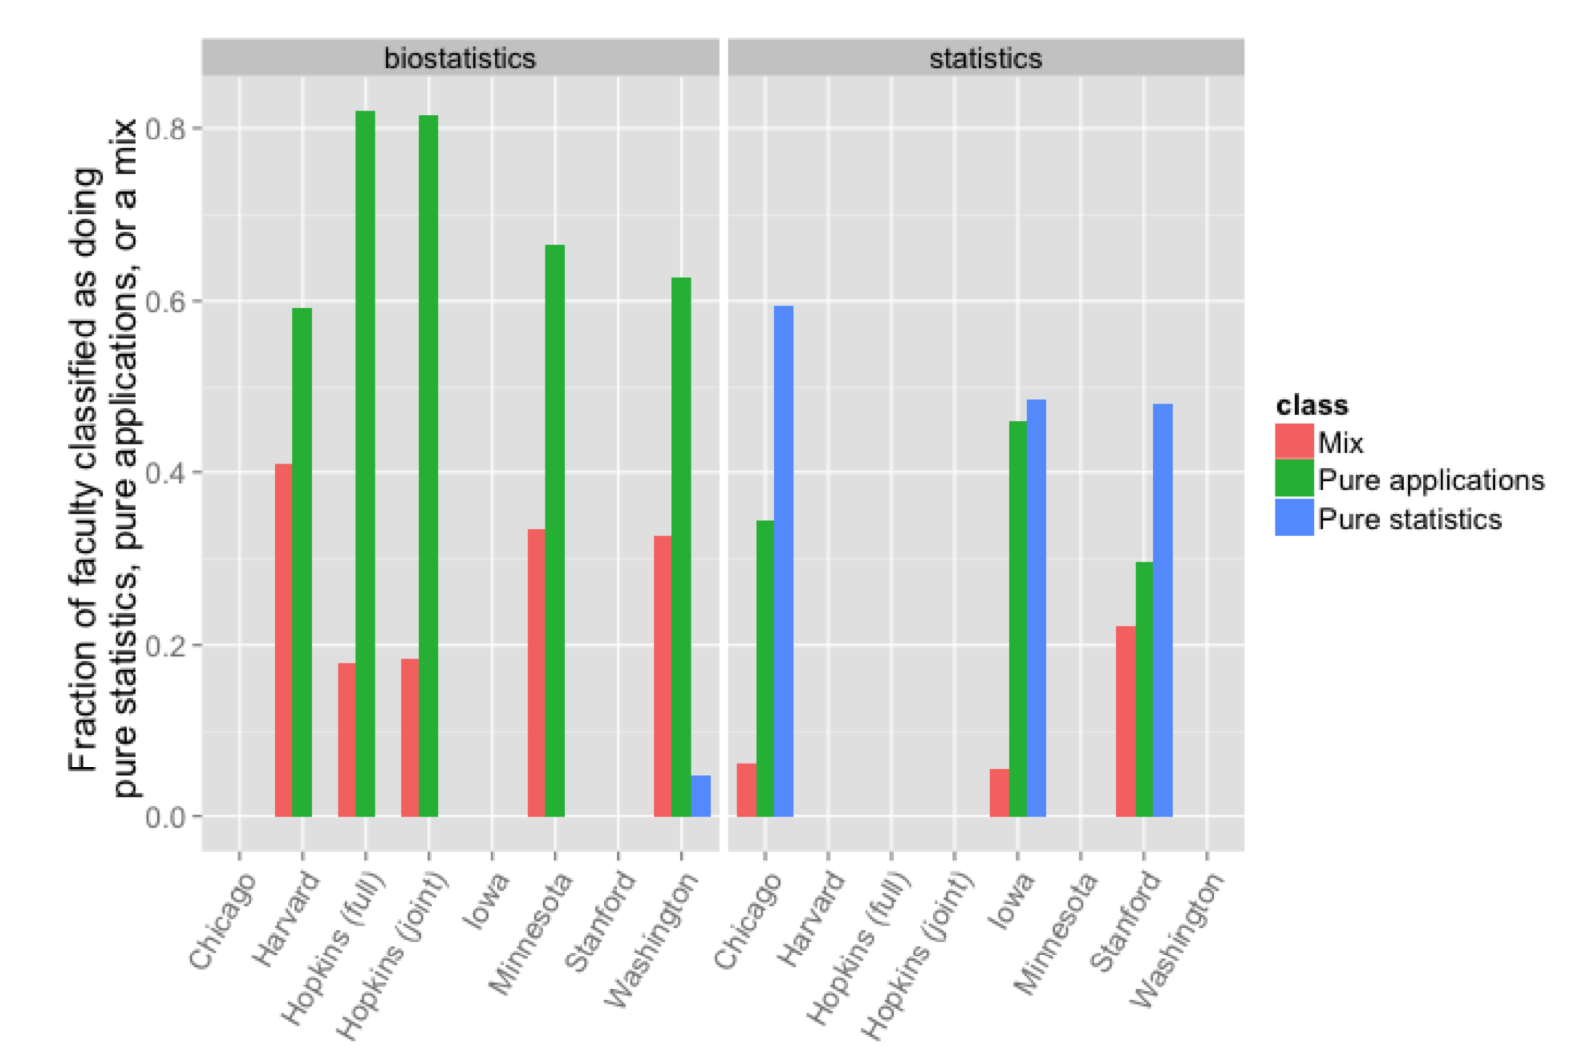 biostatistics
statistics
Fraction of faculty classified as doing
pure statistics, pure applications, or a mix
0.8
0.6
0.4
0.2
0.0
Chicago
Harvard
Hopkins (full)
Hopkins (joint)
Iowa
Minnesota
Stanford
Washington
Chicago
Harvard
Hopkins (full)
Hopkins (joint)
Iowa
Minnesota
Stanford
Washington
class
Mix
Pure applications
Pure statistics